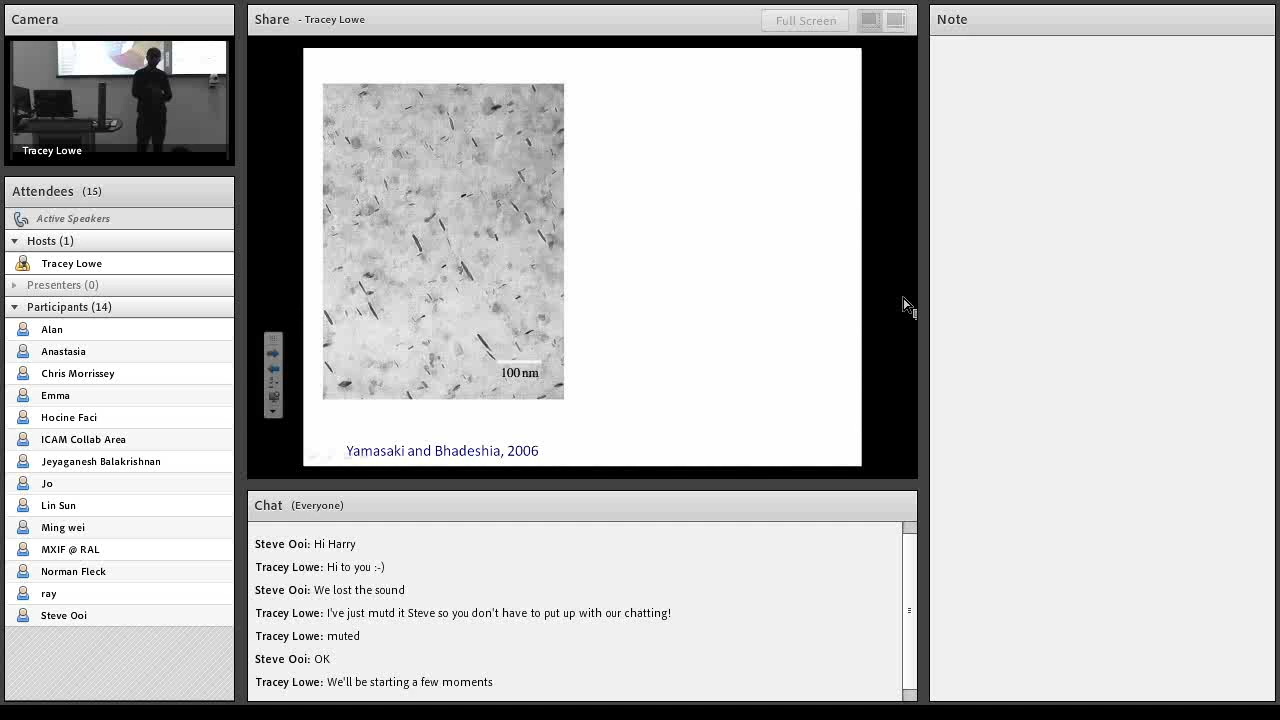 Camera
Tracey Lowe
Attendees (15)
Active Speakers
Hosts (1)
Tracey Lowe
Presenters (0)
Participants (14)
Alan
Anastasia
Chris Morrissey
Emma
Hocine Faci
ICAM Collab Area
Jeyaganesh Balakrishnan
Jo
Lin Sun
Ming wei
MXIF @ RAL
Norman Fleck
ray
Steve Ooi
Share - Tracey Lowe
Full Screen
100 nm
Yamasaki and Bhadeshia, 2006
Chat (Everyone)
Steve Ooi: Hi Harry
Tracey Lowe: Hi to you :-)
Steve Ooi: We lost the sound
Tracey Lowe: I've just mutd it Steve so you don't have to put up with our chatting!
Tracey Lowe: muted
Steve Ooi: OK
Tracey Lowe: We'll be starting a few moments
Note